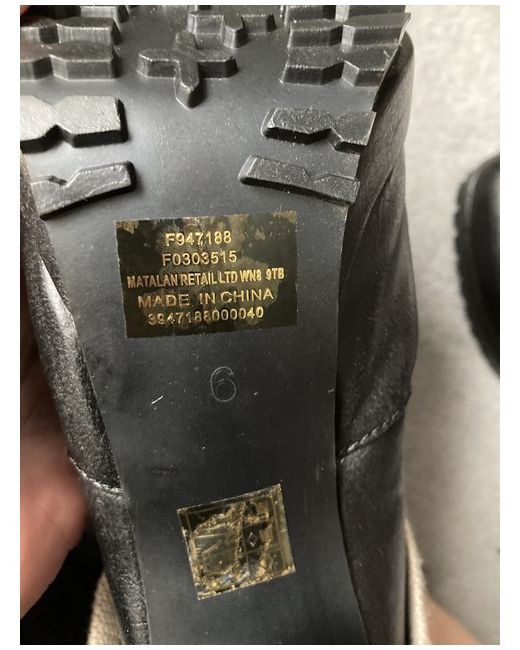 F947188
F0303515
MATALAN RETAIL LTD WN8 9TB
MADE IN CHINA
3947188000040
6